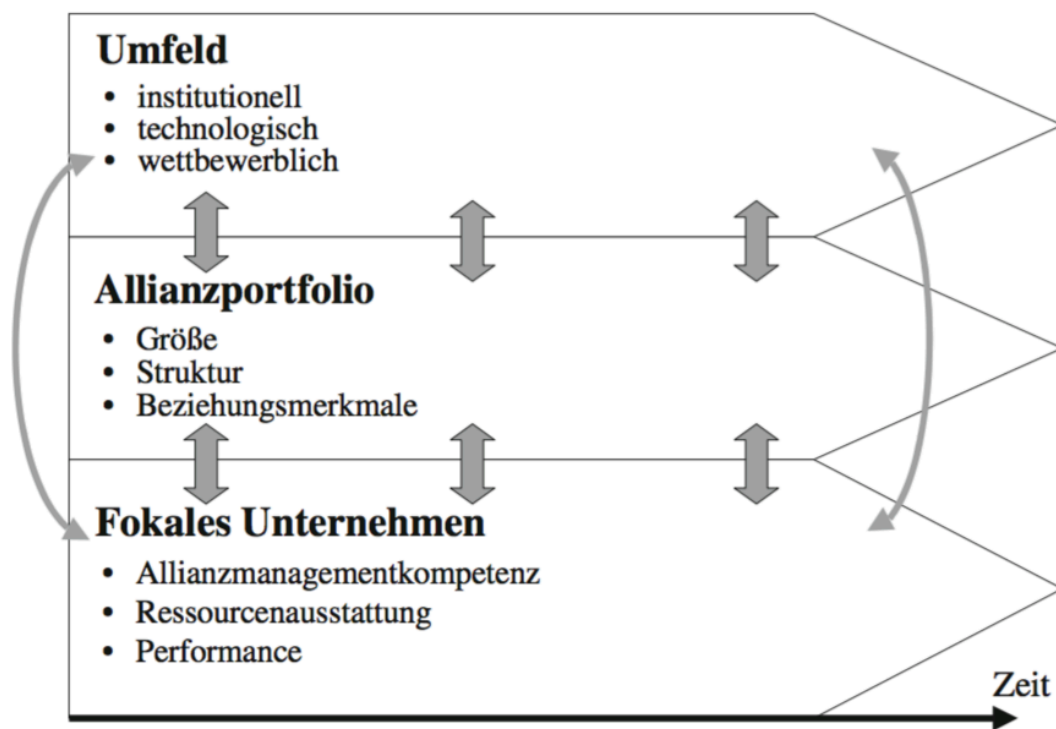 Umfeld
• institutionell
• technologisch
• wettbewerblich
Allianzportfolio
• Größe
• Struktur
• Beziehungsmerkmale
Fokales Unternehmen
• Allianzmanagementkompetenz
• Ressourcenausstattung
• Performance
Zeit